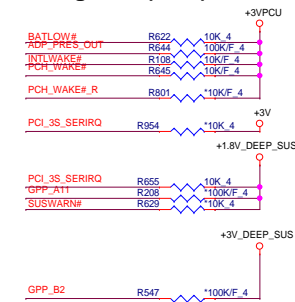 +3VPCU
BATLOW# R622 10K_4
ADP_PRES_OUT R644 100K/F_4
INTLWAKE# R108 10K/F_4
PCH_WAKE# R645 10K/F_4
PCH_WAKE#_R R801 *10K/F_4
+3V
PCI_3S_SERIRQ R954 *10K_4
+1.8V_DEEP_SUS
PCI_3S_SERIRQ R655 10K_4
GPP_A11 R208 *100K/F_4
SUSWARN# R629 *10K_4
+3V_DEEP_SUS
GPP_B2 R547 *100K/F_4